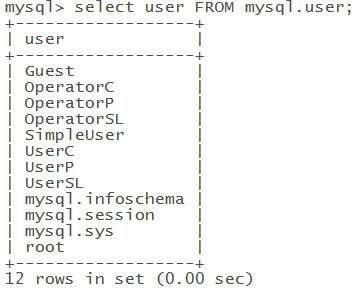 mysql> select user FROM mysql.user;
+------------------+
| user             |
+------------------+
| Guest            |
| OperatorC        |
| OperatorP        |
| OperatorSL       |
| SimpleUser       |
| UserC            |
| UserP            |
| UserSL           |
| mysql.infoschema |
| mysql.session    |
| mysql.sys        |
| root             |
+------------------+
12 rows in set (0.00 sec)